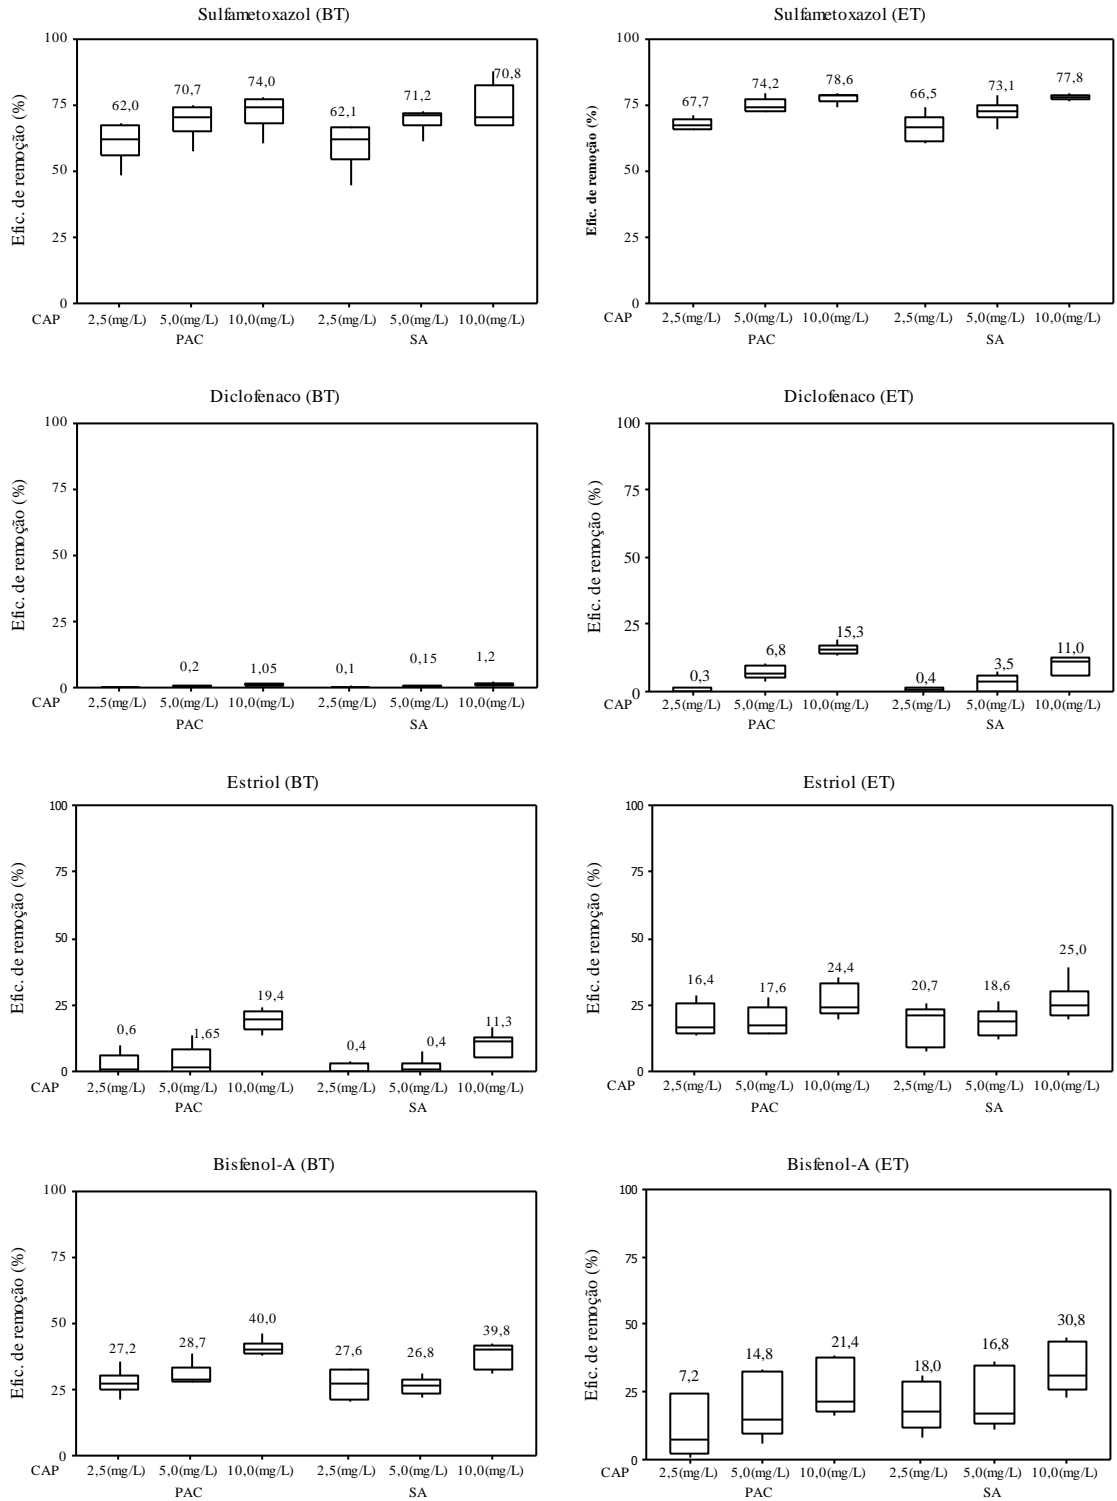 Sulfametoxazol (BT)
Efic. de remoção (%)
100
75
50
25
0
62,0
70,7
74,0
62,1
71,2
70,8
CAP 2,5(mg/L) 5,0(mg/L) 10,0(mg/L) 2,5(mg/L) 5,0(mg/L) 10,0(mg/L)
PAC SA
Sulfametoxazol (ET)
Efic. de remoção (%)
100
75
50
25
0
67,7
74,2
78,6
66,5
73,1
77,8
2,5(mg/L) 5,0(mg/L) 10,0(mg/L) 2,5(mg/L) 5,0(mg/L) 10,0(mg/L)
CAP
PAC SA
Diclofenaco (BT)
Efic. de remoção (%)
100
75
50
25
0
0,2
1,05
0,1
0,15
1,2
CAP 2,5(mg/L) 5,0(mg/L) 10,0(mg/L) 2,5(mg/L) 5,0(mg/L) 10,0(mg/L)
PAC SA
Diclofenaco (ET)
Efic. de remoção (%)
100
75
50
25
0
0,3
6,8
15,3
0,4
3,5
11,0
CAP 2,5(mg/L) 5,0(mg/L) 10,0(mg/L) 2,5(mg/L) 5,0(mg/L) 10,0(mg/L)
PAC SA
Estriol (BT)
Efic. de remoção (%)
100
75
50
25
0
0,6
1,65
19,4
0,4
0,4
11,3
CAP 2,5(mg/L) 5,0(mg/L) 10,0(mg/L) 2,5(mg/L) 5,0(mg/L) 10,0(mg/L)
PAC SA
Estriol (ET)
Efic. de remoção (%)
100
75
50
25
0
16,4
17,6
24,4
20,7
18,6
25,0
CAP 2,5(mg/L) 5,0(mg/L) 10,0(mg/L) 2,5(mg/L) 5,0(mg/L) 10,0(mg/L)
PAC SA
Bisfenol-A (BT)
Efic. de remoção (%)
100
75
50
25
0
27,2
28,7
40,0
27,6
26,8
39,8
CAP 2,5(mg/L) 5,0(mg/L) 10,0(mg/L) 2,5(mg/L) 5,0(mg/L) 10,0(mg/L)
PAC SA
Bisfenol-A (ET)
Efic. de remoção (%)
100
75
50
25
0
7,2
14,8
21,4
18,0
16,8
30,8
CAP 2,5(mg/L) 5,0(mg/L) 10,0(mg/L) 2,5(mg/L) 5,0(mg/L) 10,0(mg/L)
PAC SA